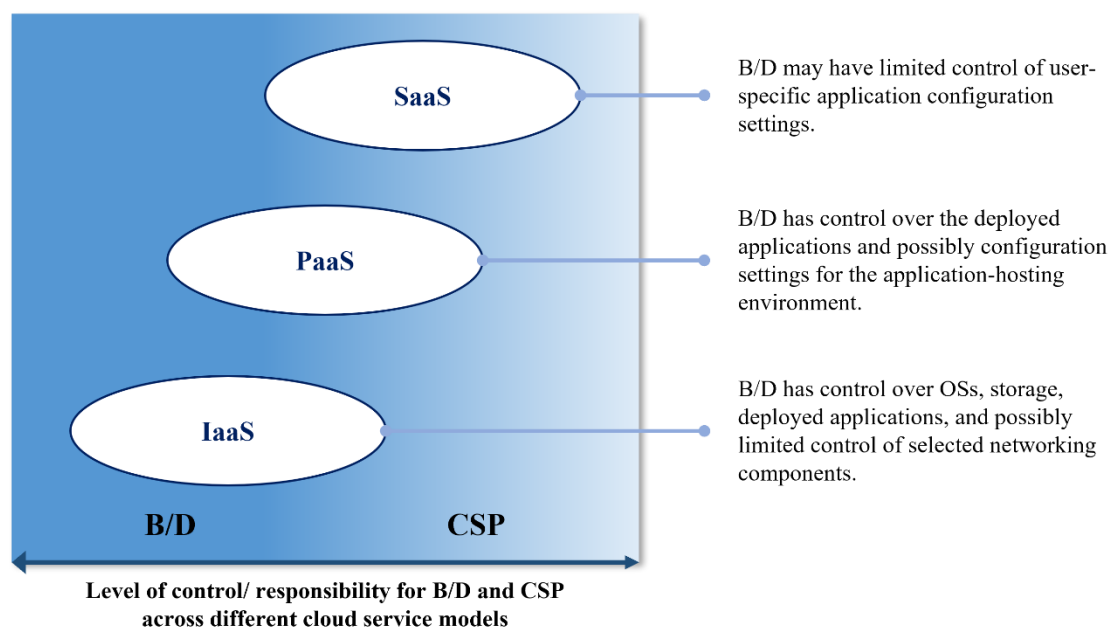 SaaS
B/D may have limited control of user-
specific application configuration
settings.
PaaS
B/D has control over the deployed
applications and possibly configuration
settings for the application-hosting
environment.
IaaS
B/D has control over OSs, storage,
deployed applications, and possibly
limited control of selected networking
components.
B/D
CSP
Level of control/ responsibility for B/D and CSP
across different cloud service models